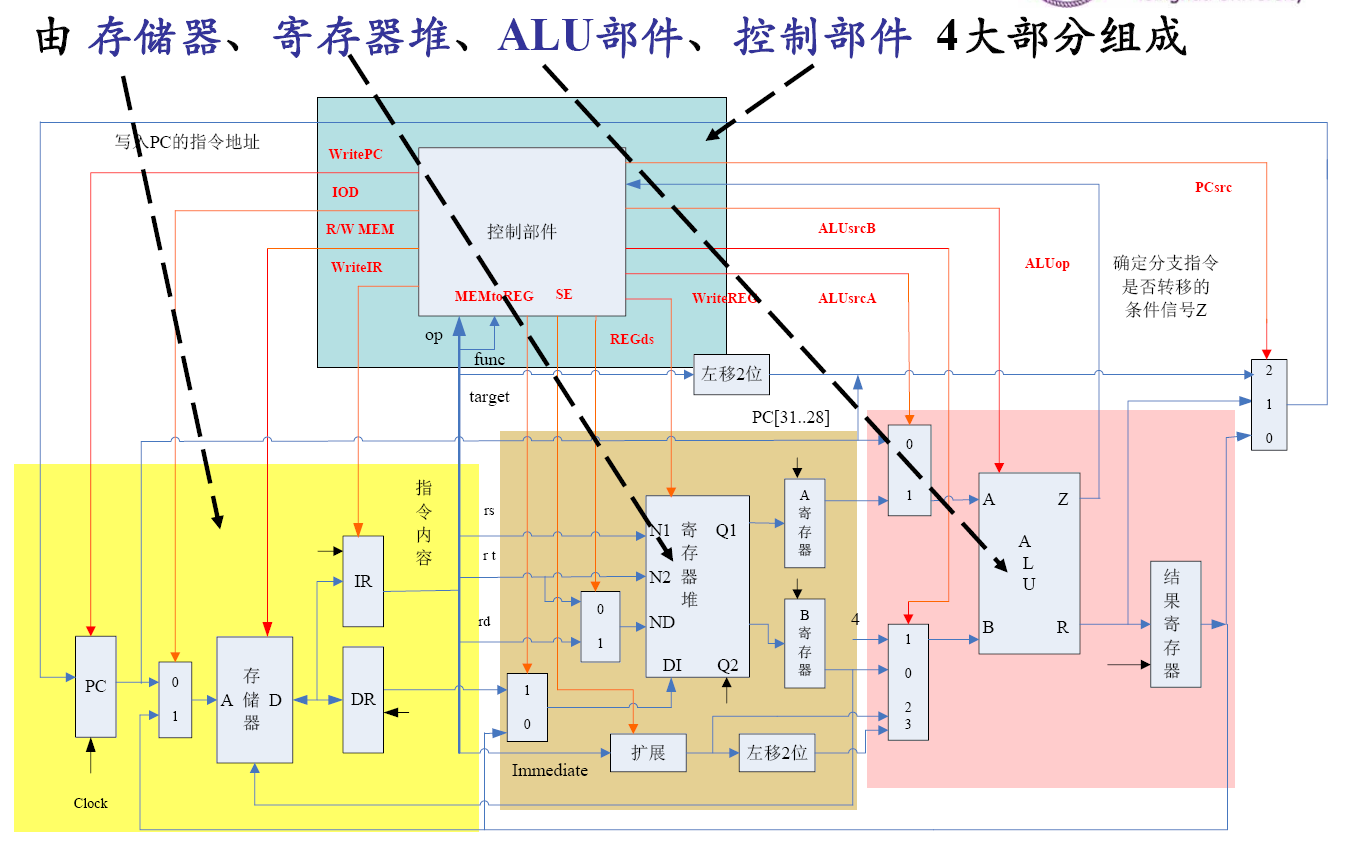 由 存储器、寄存器堆、ALU部件、控制部件 4大部分组成
写入PC的指令地址
WritePC
IOD
R/W MEM
WriteIR
控制部件
MEMtoREG
SE
REGds
WriteREG
ALUsrcB
ALUsrcA
ALUop
PCsrc
确定分支指令
是否转移的
条件信号Z
op
func
target
左移2位
PC[31..28]
2
1
0
0
1
指
令
内
容
rs
r t
rd
IR
N1
N2
ND
DI
Q1
Q2
寄
存
器
堆
0
1
A
寄
存
器
B
寄
存
器
A
B
Z
R
A
L
U
结
果
寄
存
器
4
1
0
2
3
PC
0
1
A
D
存
储
器
DR
1
0
扩展
左移2位
Immediate
Clock